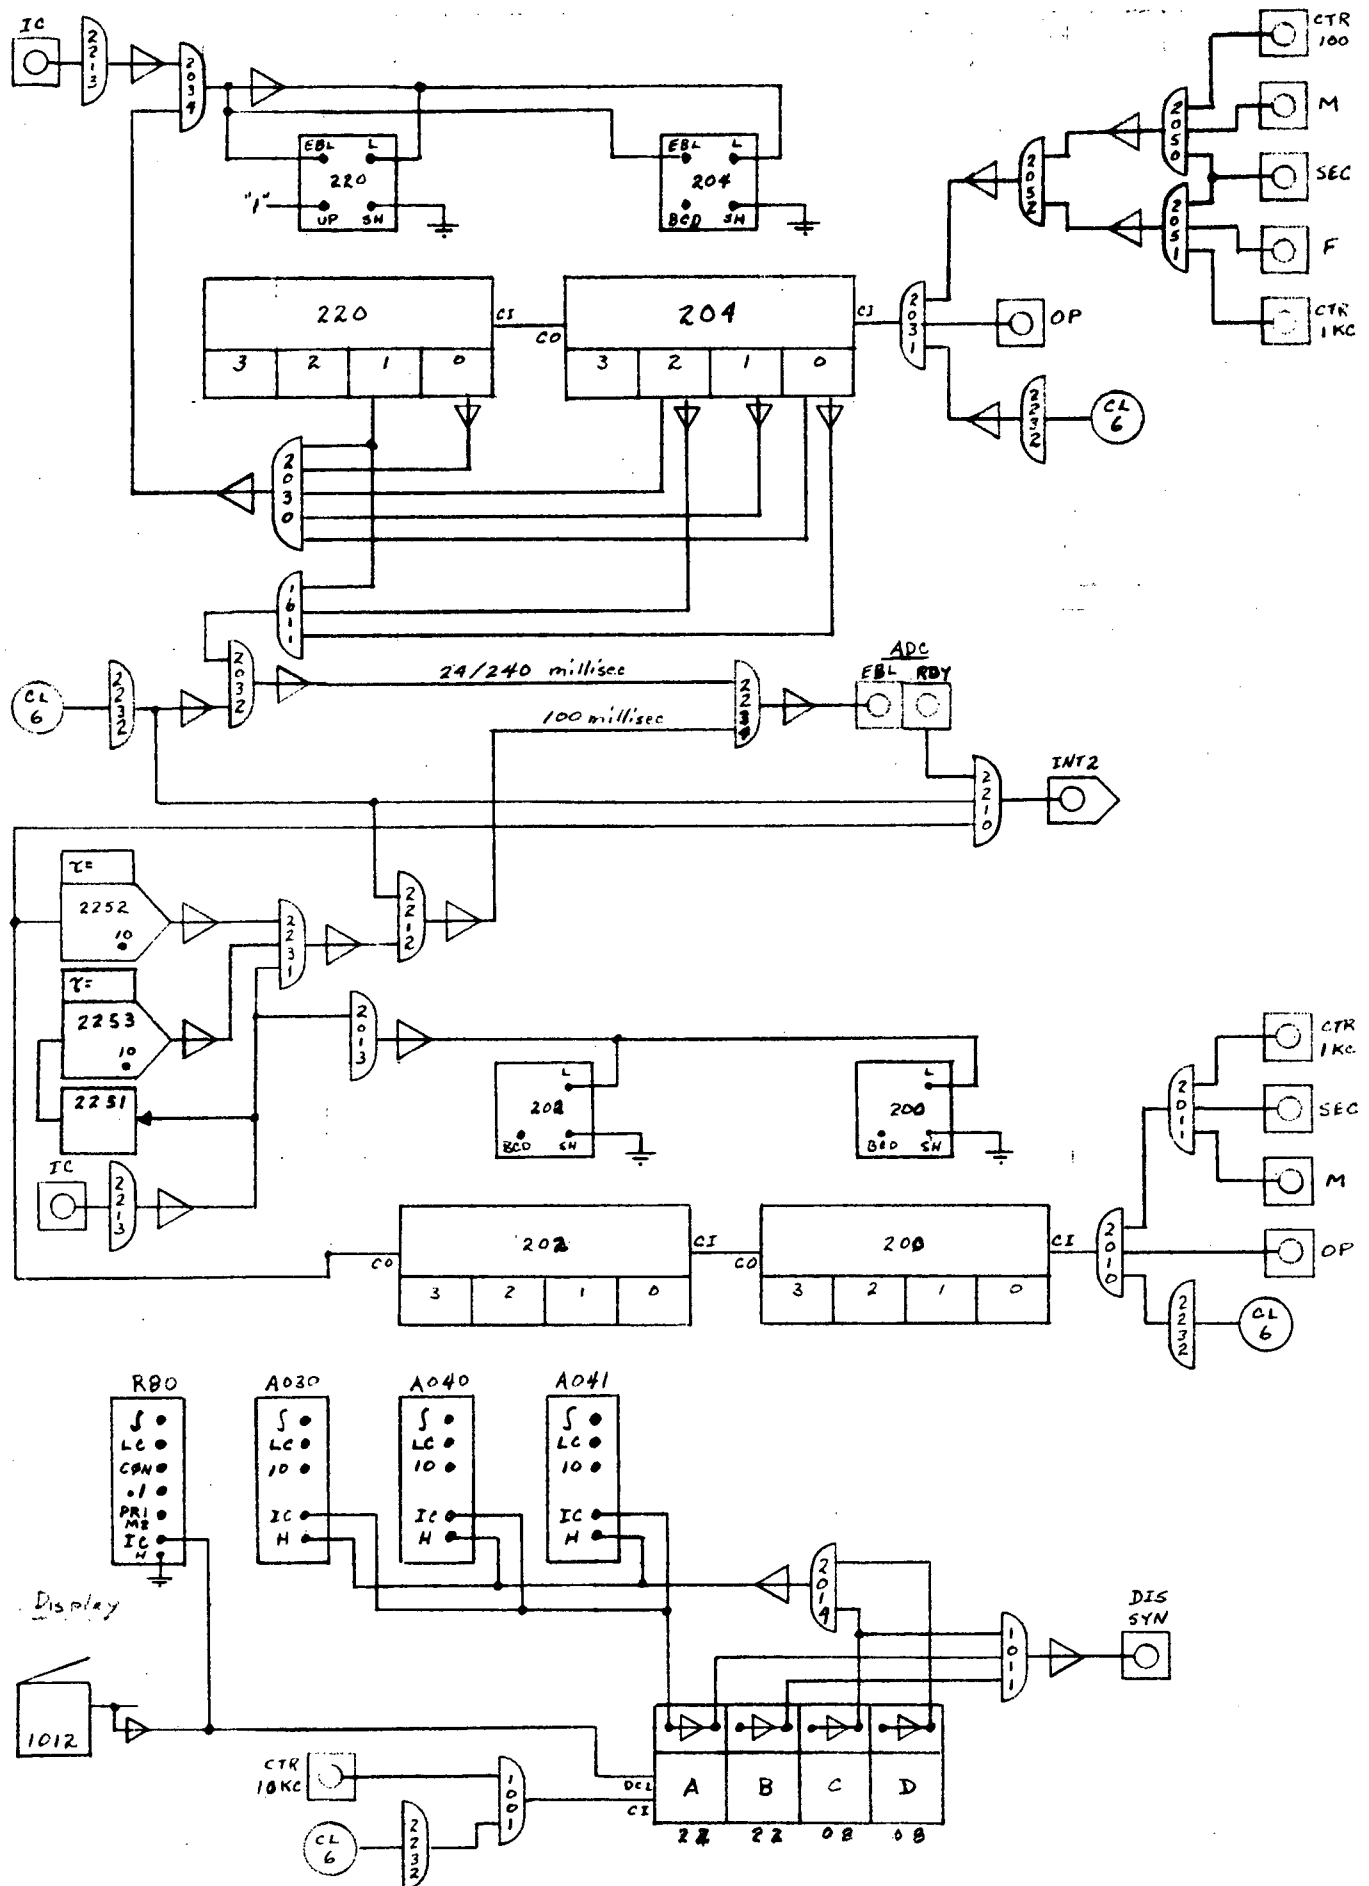 IC
2213
2034
EBL L
220
"1"
UP SH
EBL L
204
BCD SH
CTR
100
M
SEC
F
CTR
1KC
2050
2051
2052
220
CI
CO
204
CI
3 2 1 0
3 2 1 0
2031
OP
2232
CL
6
2030
1611
CL
6
2232
2032
24/240 millisec
100 millisec
2234
ADC
EBL RDY
2210
INT2
τ=
2252
10
2231
2212
τ=
2253
10
2251
2013
L
202
BCD SH
L
200
BCD SH
IC
2213
CTR
1KC
SEC
M
OP
2011
2010
2232
CL
6
CO
202
CI
CO
200
CI
3 2 1 0
3 2 1 0
R80
∫
LC
CØN
.1
PRI
MZ
IC
H
A030
∫
LC
10
IC
H
A040
∫
LC
10
IC
H
A041
∫
LC
10
IC
H
2014
1011
DIS
SYN
Display
1012
CTR
10KC
1001
CL
6
2232
DCL
CI
A B C D
22 22 08 08